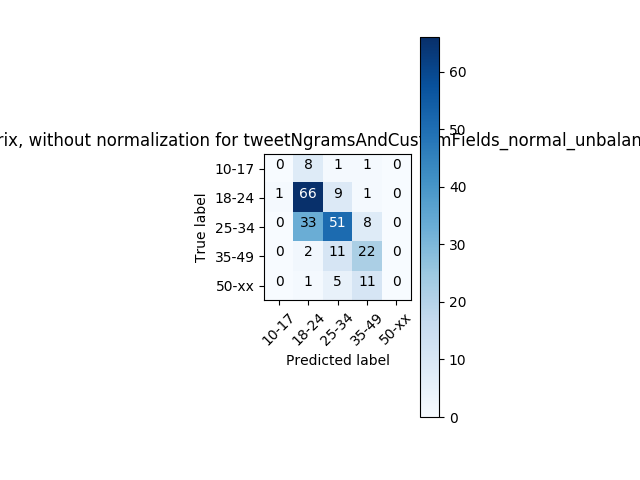 rix, without normalization for tweetNgramsAndCustomFields_normal_unbalan
True label
10-17 0 8 1 1 0
18-24 1 66 9 1 0
25-34 0 33 51 8 0
35-49 0 2 11 22 0
50-xx 0 1 5 11 0
10-17 18-24 25-34 35-49 50-xx
Predicted label
60
50
40
30
20
10
0